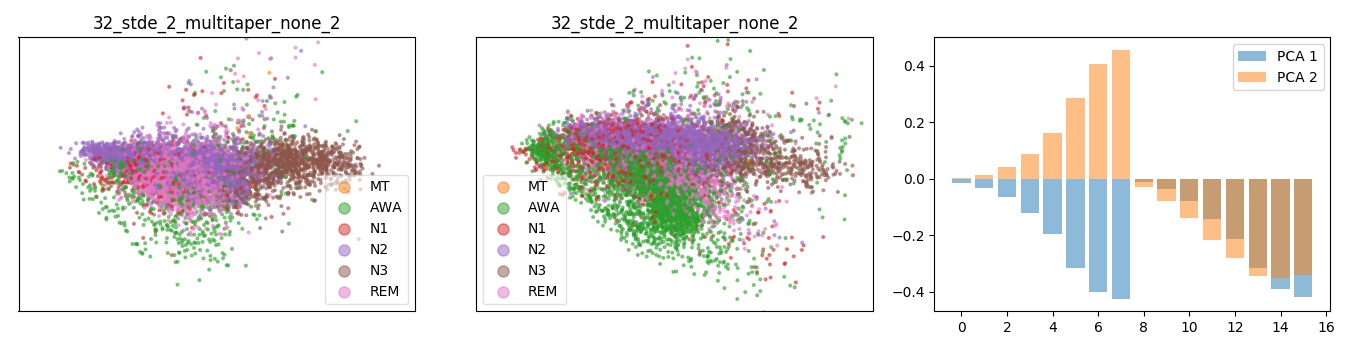 32_stde_2_multitaper_none_2
MT
AWA
N1
N2
N3
REM
32_stde_2_multitaper_none_2
MT
AWA
N1
N2
N3
REM
PCA 1
PCA 2
0.4
0.2
0.0
−0.2
−0.4
0 2 4 6 8 10 12 14 16